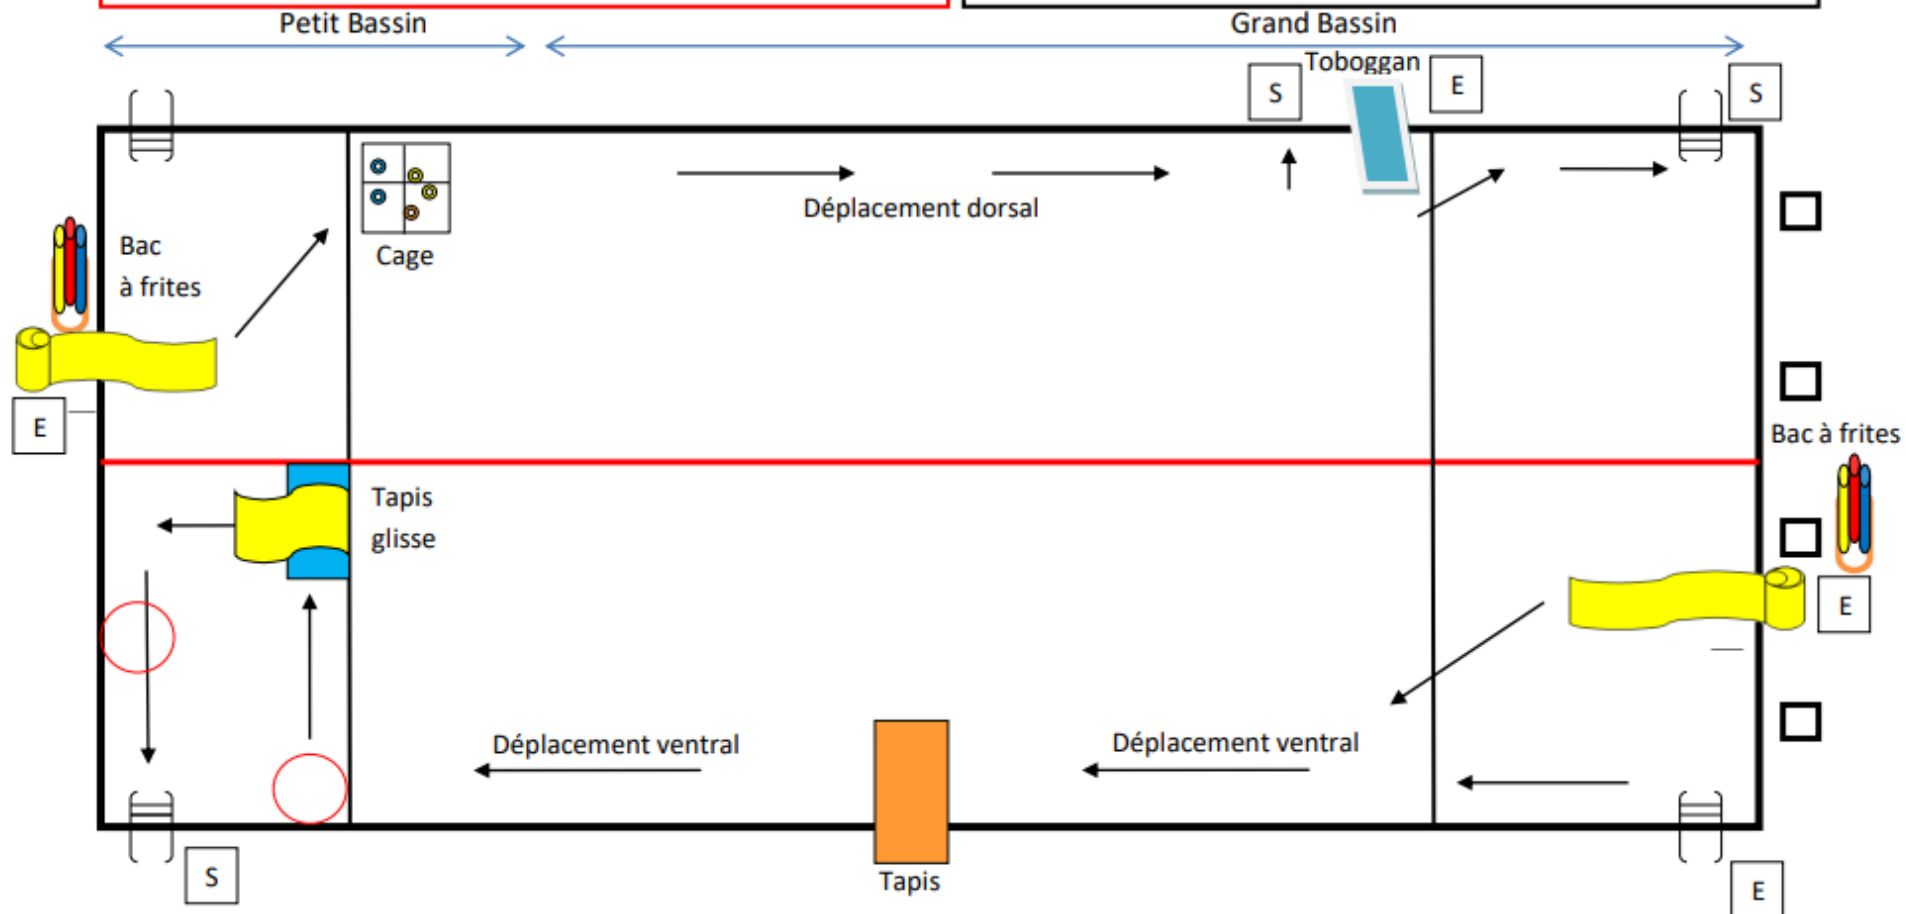 Petit Bassin
Grand Bassin
Toboggan
S
E
S
Déplacement dorsal
Bac
à frites
Cage
E
Bac à frites
Tapis
glisse
E
Déplacement ventral
Déplacement ventral
S
Tapis
E